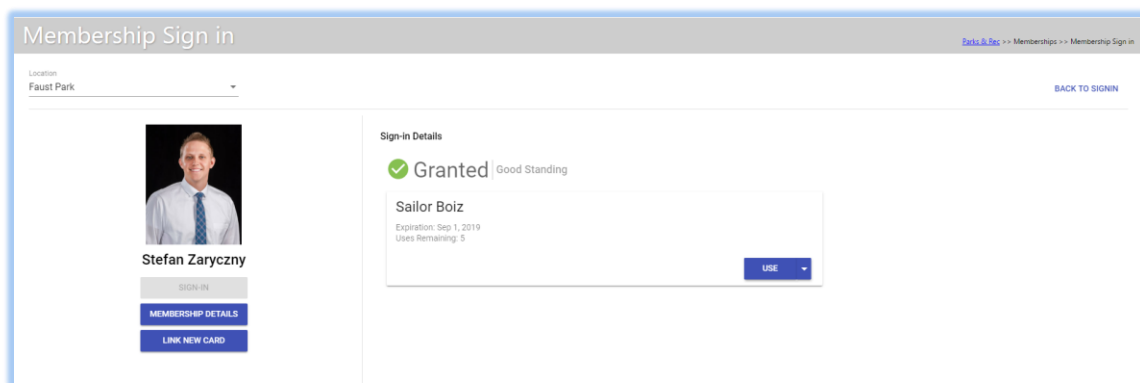 Membership Sign in
Parks & Rec >> Memberships >> Membership Sign in
Location
Faust Park
BACK TO SIGNIN
Stefan Zaryczny
SIGN-IN
MEMBERSHIP DETAILS
LINK NEW CARD
Sign-in Details
Granted Good Standing
Sailor Boiz
Expiration: Sep 1, 2019
Uses Remaining: 5
USE